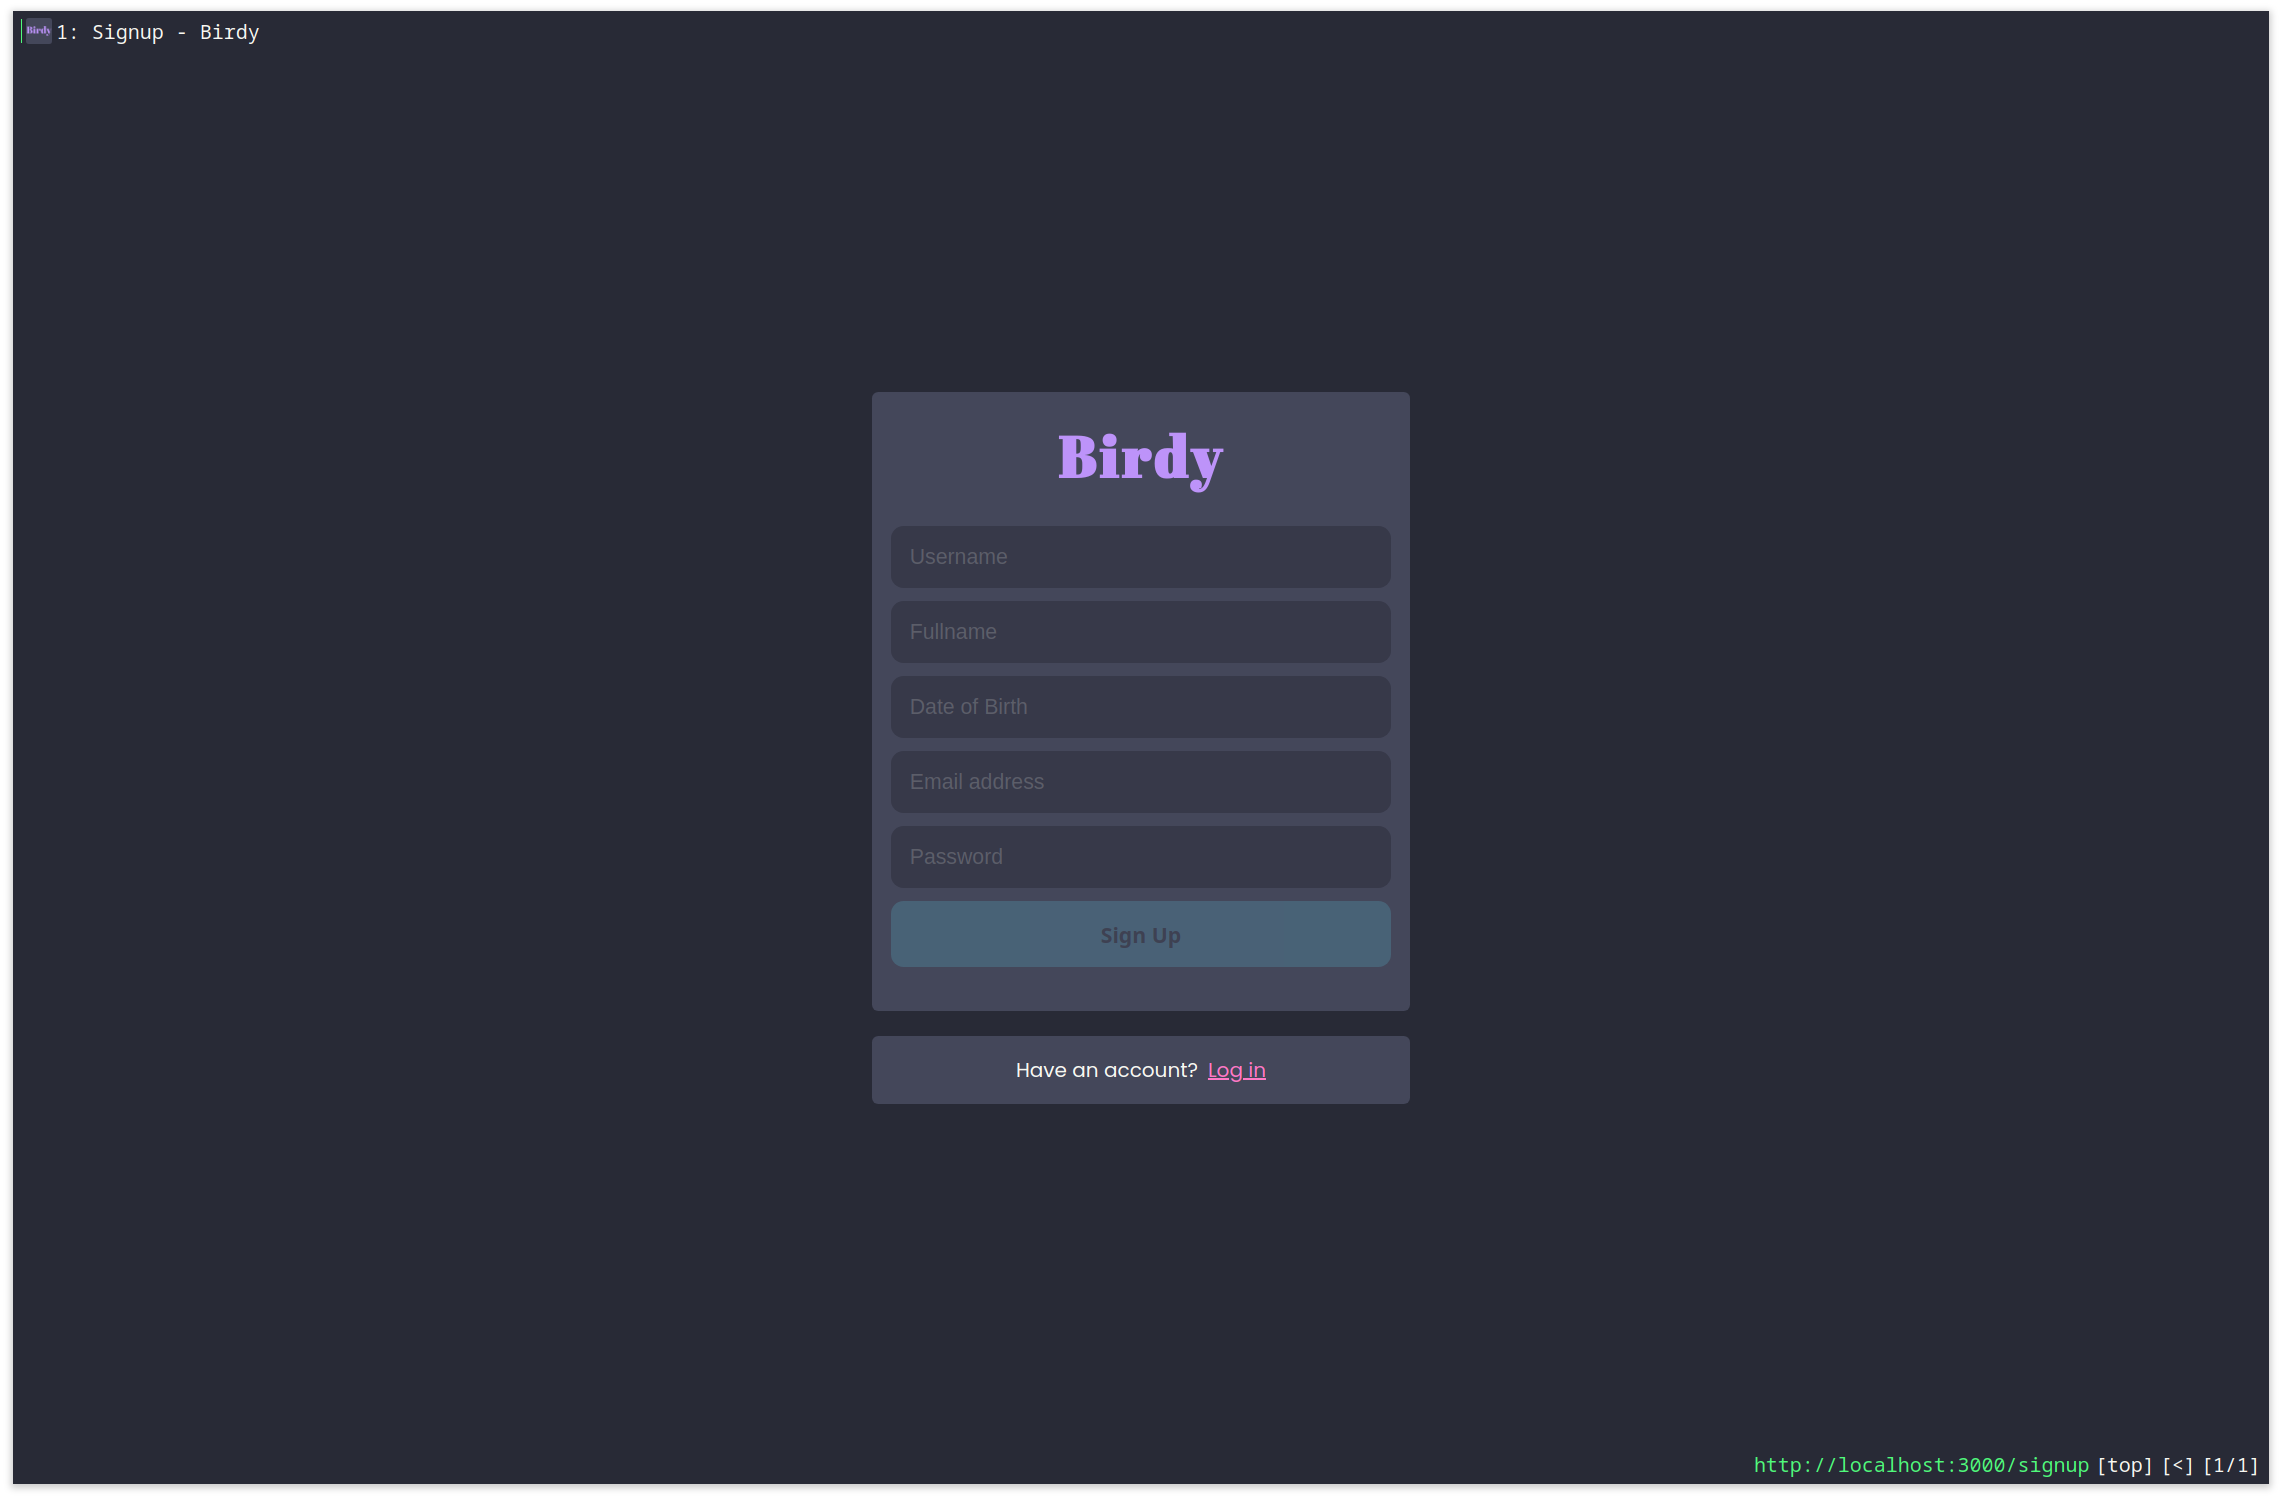 Birdy 1: Signup - Birdy
Birdy
Username
Fullname
Date of Birth
Email address
Password
Sign Up
Have an account? Log in
http://localhost:3000/signup [top] [<] [1/1]